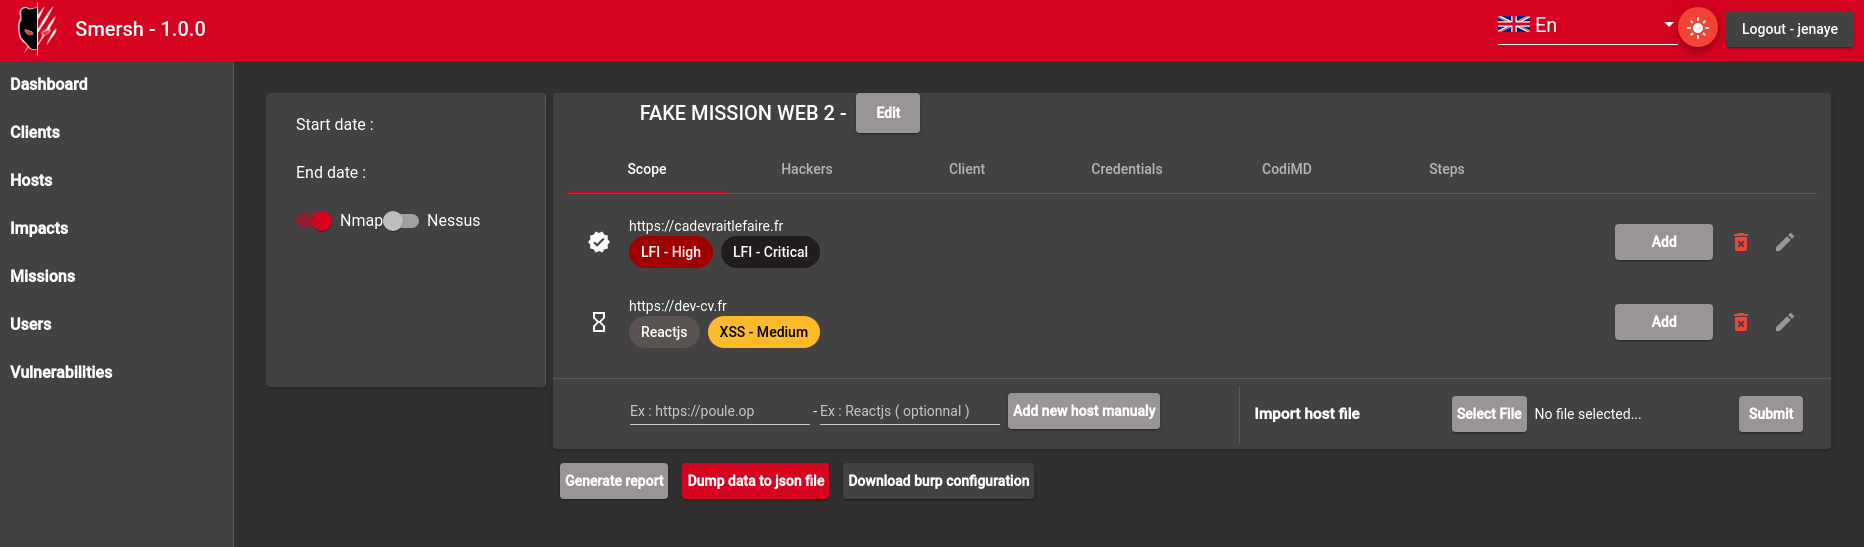 Smersh - 1.0.0
En
Logout - jenaye
Dashboard
Clients
Hosts
Impacts
Missions
Users
Vulnerabilities
Start date :
End date :
Nmap Nessus
FAKE MISSION WEB 2 - Edit
Scope Hackers Client Credentials CodiMD Steps
https://cadevraitlefaire.fr
LFI - High LFI - Critical
Add
https://dev-cv.fr
Reactjs XSS - Medium
Add
Ex : https://poule.op - Ex : Reactjs ( optionnal ) Add new host manualy
Import host file Select File No file selected... Submit
Generate report Dump data to json file Download burp configuration